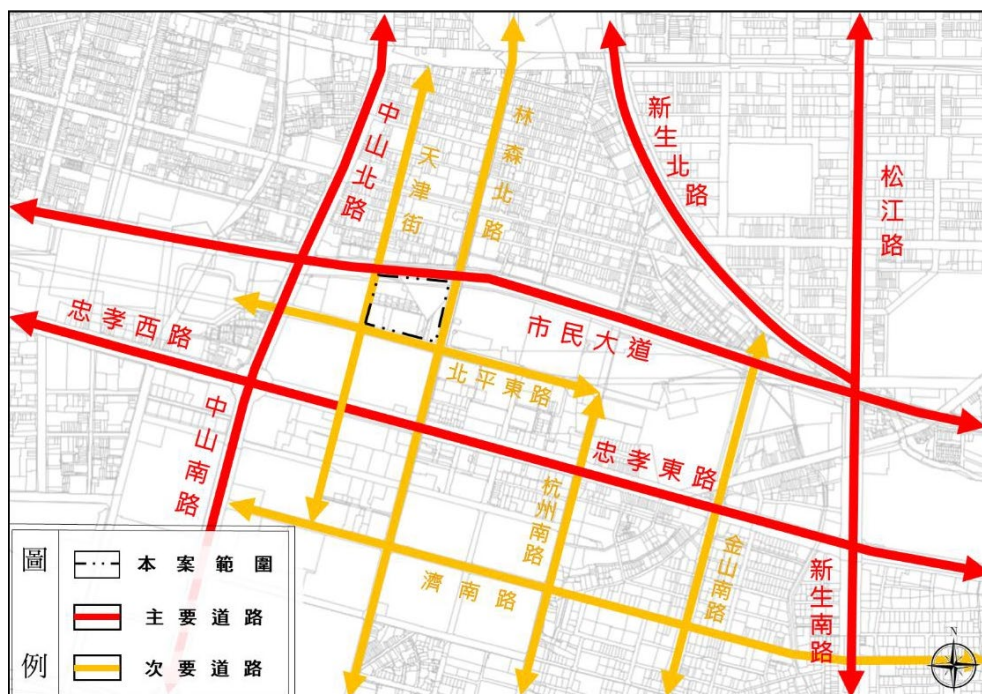 中山北路
天津街
林森北路
新生北路
松江路
忠孝西路
市民大道
北平東路
中山南路
忠孝東路
杭州南路
濟南路
金山南路
新生南路
N
圖例
本案範圍
主要道路
次要道路